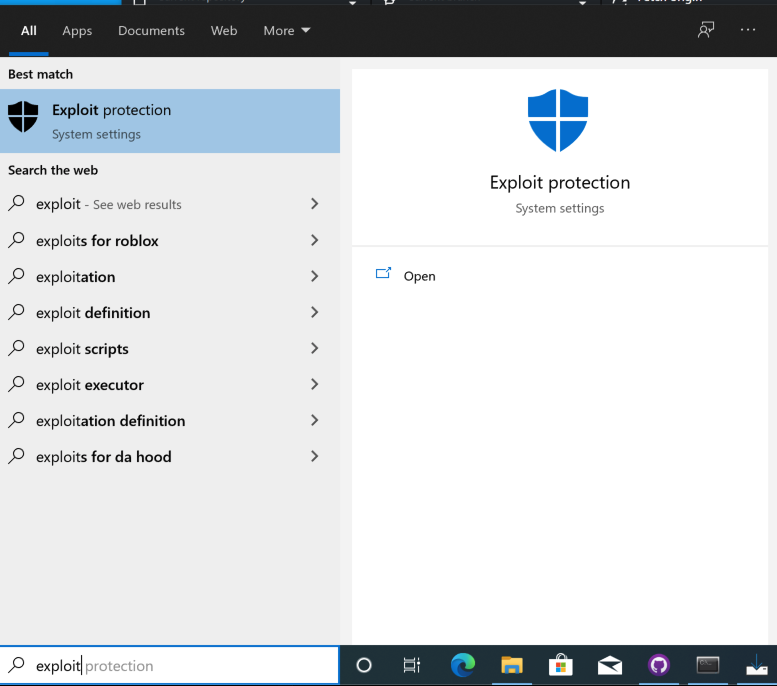 All Apps Documents Web More
Best match
Exploit protection
System settings
Search the web
exploit - See web results
exploits for roblox
exploitation
exploit definition
exploit scripts
exploit executor
exploitation definition
exploits for da hood
Exploit protection
System settings
Open
exploit protection